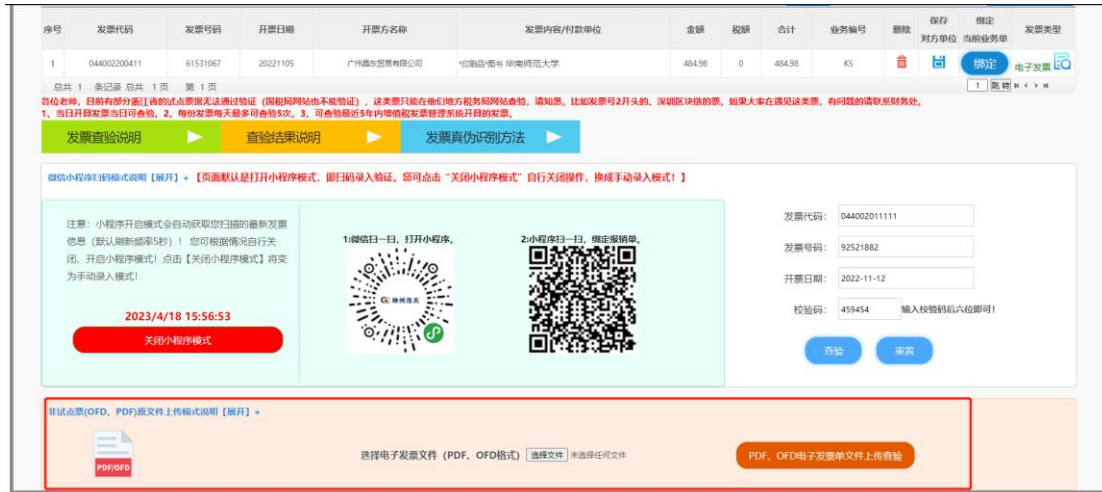 序号 发票代码 发票号码 开票日期 开票方名称 发票内容/付款单位 金额 税额 合计 业务编号 删除 保存对方单位 绑定当前业务单 发票类型
1 044002200411 61531067 20221105 广州晶东贸易有限公司 *印刷品*图书 华南师范大学 484.98 0 484.98 KS 绑定 电子发票
总共 1 条记录 总共 1 页 第 1 页 1 跳转
各位老师，目前有部分浙江省的试点票据无法通过验证（国税局网站也不能验证），这类票只能在他们地方税务局网站查验，请知悉。比如发票号2开头的、深圳区块链的票。如果大家在遇见这类票，有问题的请联系财务处。
1、当日开具发票当日可查验。2、每份发票每天最多可查验5次。3、可查验最近5年内增值税发票管理系统开具的发票。
发票查验说明 查验结果说明 发票真伪识别方法
微信小程序扫码模式说明【展开】+ 【页面默认是打开小程序模式，即扫码录入验证。您可点击“关闭小程序模式”自行关闭操作，换成手动录入模式！】
注意：小程序开启模式会自动获取您扫描的最新发票
信息（默认刷新频率5秒）！ 您可根据情况自行关
闭、开启小程序模式！点击【关闭小程序模式】将变
为手动录入模式！
2023/4/18 15:56:53
关闭小程序模式
1:微信扫一扫，打开小程序。
神州浩天
2:小程序扫一扫，绑定报销单。
发票代码： 044002011111
发票号码： 92521882
开票日期： 2022-11-12
校验码： 459454 输入校验码后六位即可！
查验 重置
非试点票(OFD、PDF)原文件上传模式说明【展开】+
PDF/OFD
选择电子发票文件（PDF、OFD格式） 选择文件 未选择任何文件
PDF、OFD电子发票单文件上传查验